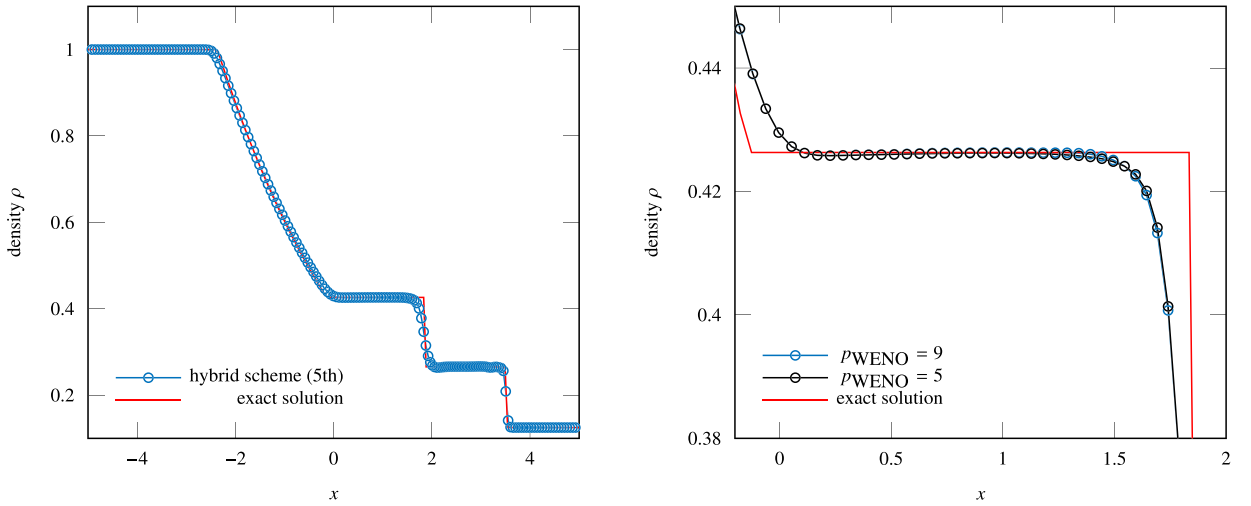 1
0.8
0.6
0.4
0.2
density ρ
hybrid scheme (5th)
exact solution
−4
−2
0
2
4
x
0.44
0.42
0.4
0.38
density ρ
pWENO = 9
pWENO = 5
exact solution
0
0.5
1
1.5
2
x